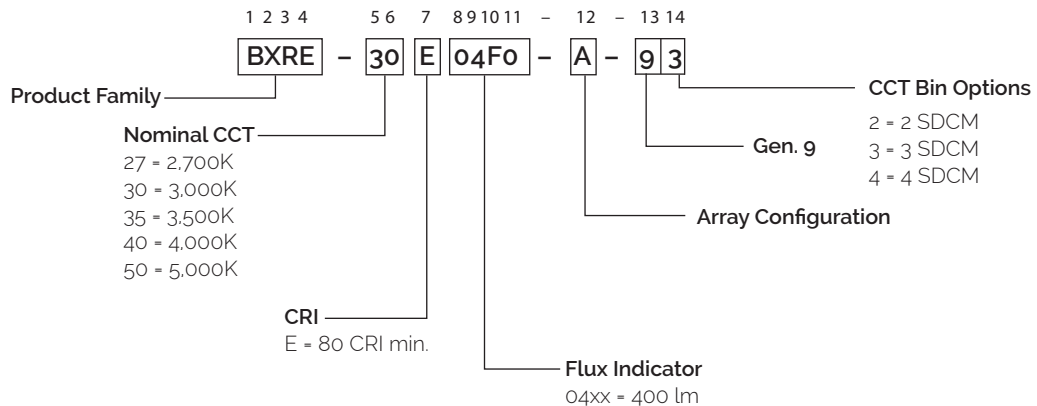 1 2 3 4 5 6 7 8 9 10 11 – 12 – 13 14
BXRE – 30 E 04F0 – A – 9 3
Product Family
Nominal CCT
27 = 2,700K
30 = 3,000K
35 = 3,500K
40 = 4,000K
50 = 5,000K
CRI
E = 80 CRI min.
Flux Indicator
04xx = 400 lm
Array Configuration
Gen. 9
CCT Bin Options
2 = 2 SDCM
3 = 3 SDCM
4 = 4 SDCM